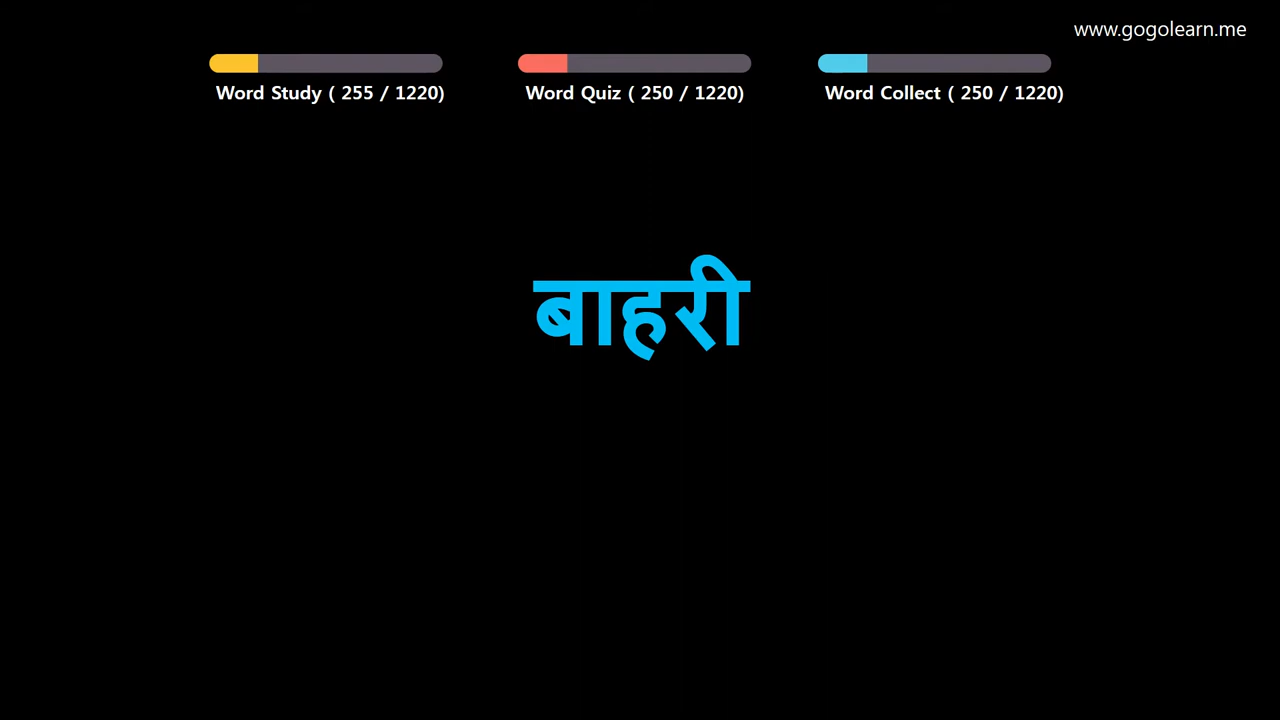 www.gogolearn.me
Word Study ( 255 / 1220)
Word Quiz ( 250 / 1220)
Word Collect ( 250 / 1220)
बाहरी